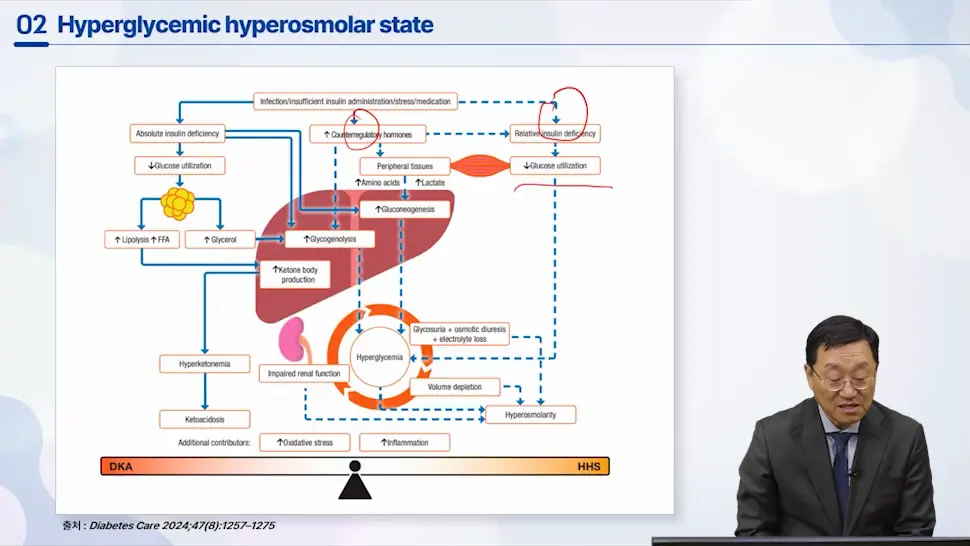 02 Hyperglycemic hyperosmolar state
Infection/insufficient insulin administration/stress/medication
Absolute insulin deficiency
↑ Counterregulatory hormones
Relative insulin deficiency
↓Glucose utilization
Peripheral tissues
↓Glucose utilization
↑Amino acids ↑Lactate
↑Gluconeogenesis
↑ Lipolysis ↑ FFA
↑ Glycerol
↑Glycogenolysis
↑Ketone body
production
Glycosuria + osmotic diuresis
+ electrolyte loss
Hyperglycemia
Hyperketonemia
Impaired renal function
Volume depletion
Ketoacidosis
Hyperosmolarity
Additional contributors:
↑Oxidative stress
↑Inflammation
DKA
HHS
출처 : Diabetes Care 2024;47(8):1257–1275